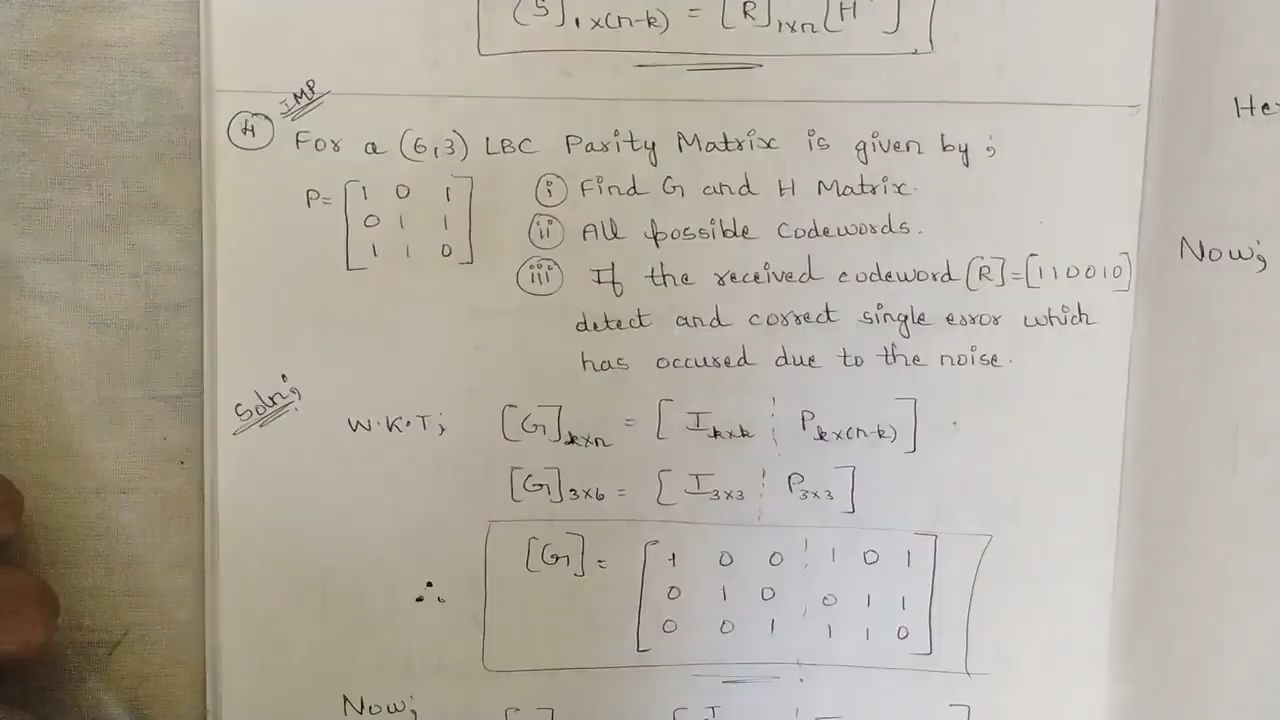 [S]1×(n-k) = [R]1×n [H ]
IMP
4 For a (6,3) LBC Parity Matrix is given by ;
P= [1 0 1
0 1 1
1 1 0]
(i) Find G and H Matrix.
(ii) All possible Codewords.
(iii) If the received codeword [R]=[110010]
detect and correct single error which
has occured due to the noise.
Soln;
W.K.T; [G]k×n = [ Ik×k ¦ Pk×(n-k) ]
[G]3×6 = [ I3×3 ¦ P3×3 ]
∴ [G] = [1 0 0 ¦ 1 0 1
0 1 0 ¦ 0 1 1
0 0 1 ¦ 1 1 0]
Now;
Now;